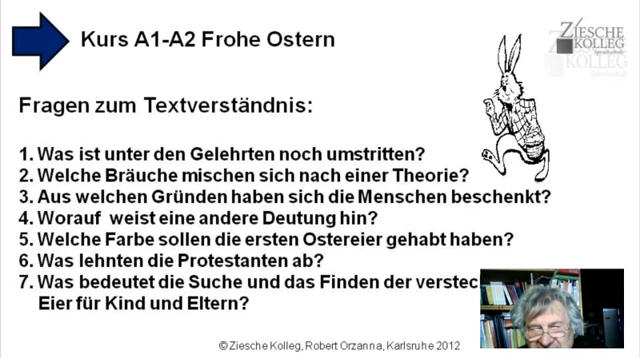 Kurs A1-A2 Frohe Ostern
ZIESCHE
KOLLEG
Fragen zum Textverständnis:
1. Was ist unter den Gelehrten noch umstritten?
2. Welche Bräuche mischen sich nach einer Theorie?
3. Aus welchen Gründen haben sich die Menschen beschenkt?
4. Worauf weist eine andere Deutung hin?
5. Welche Farbe sollen die ersten Ostereier gehabt haben?
6. Was lehnten die Protestanten ab?
7. Was bedeutet die Suche und das Finden der verstec
Eier für Kind und Eltern?
© Ziesche Kolleg, Robert Orzanna, Karlsruhe 2012